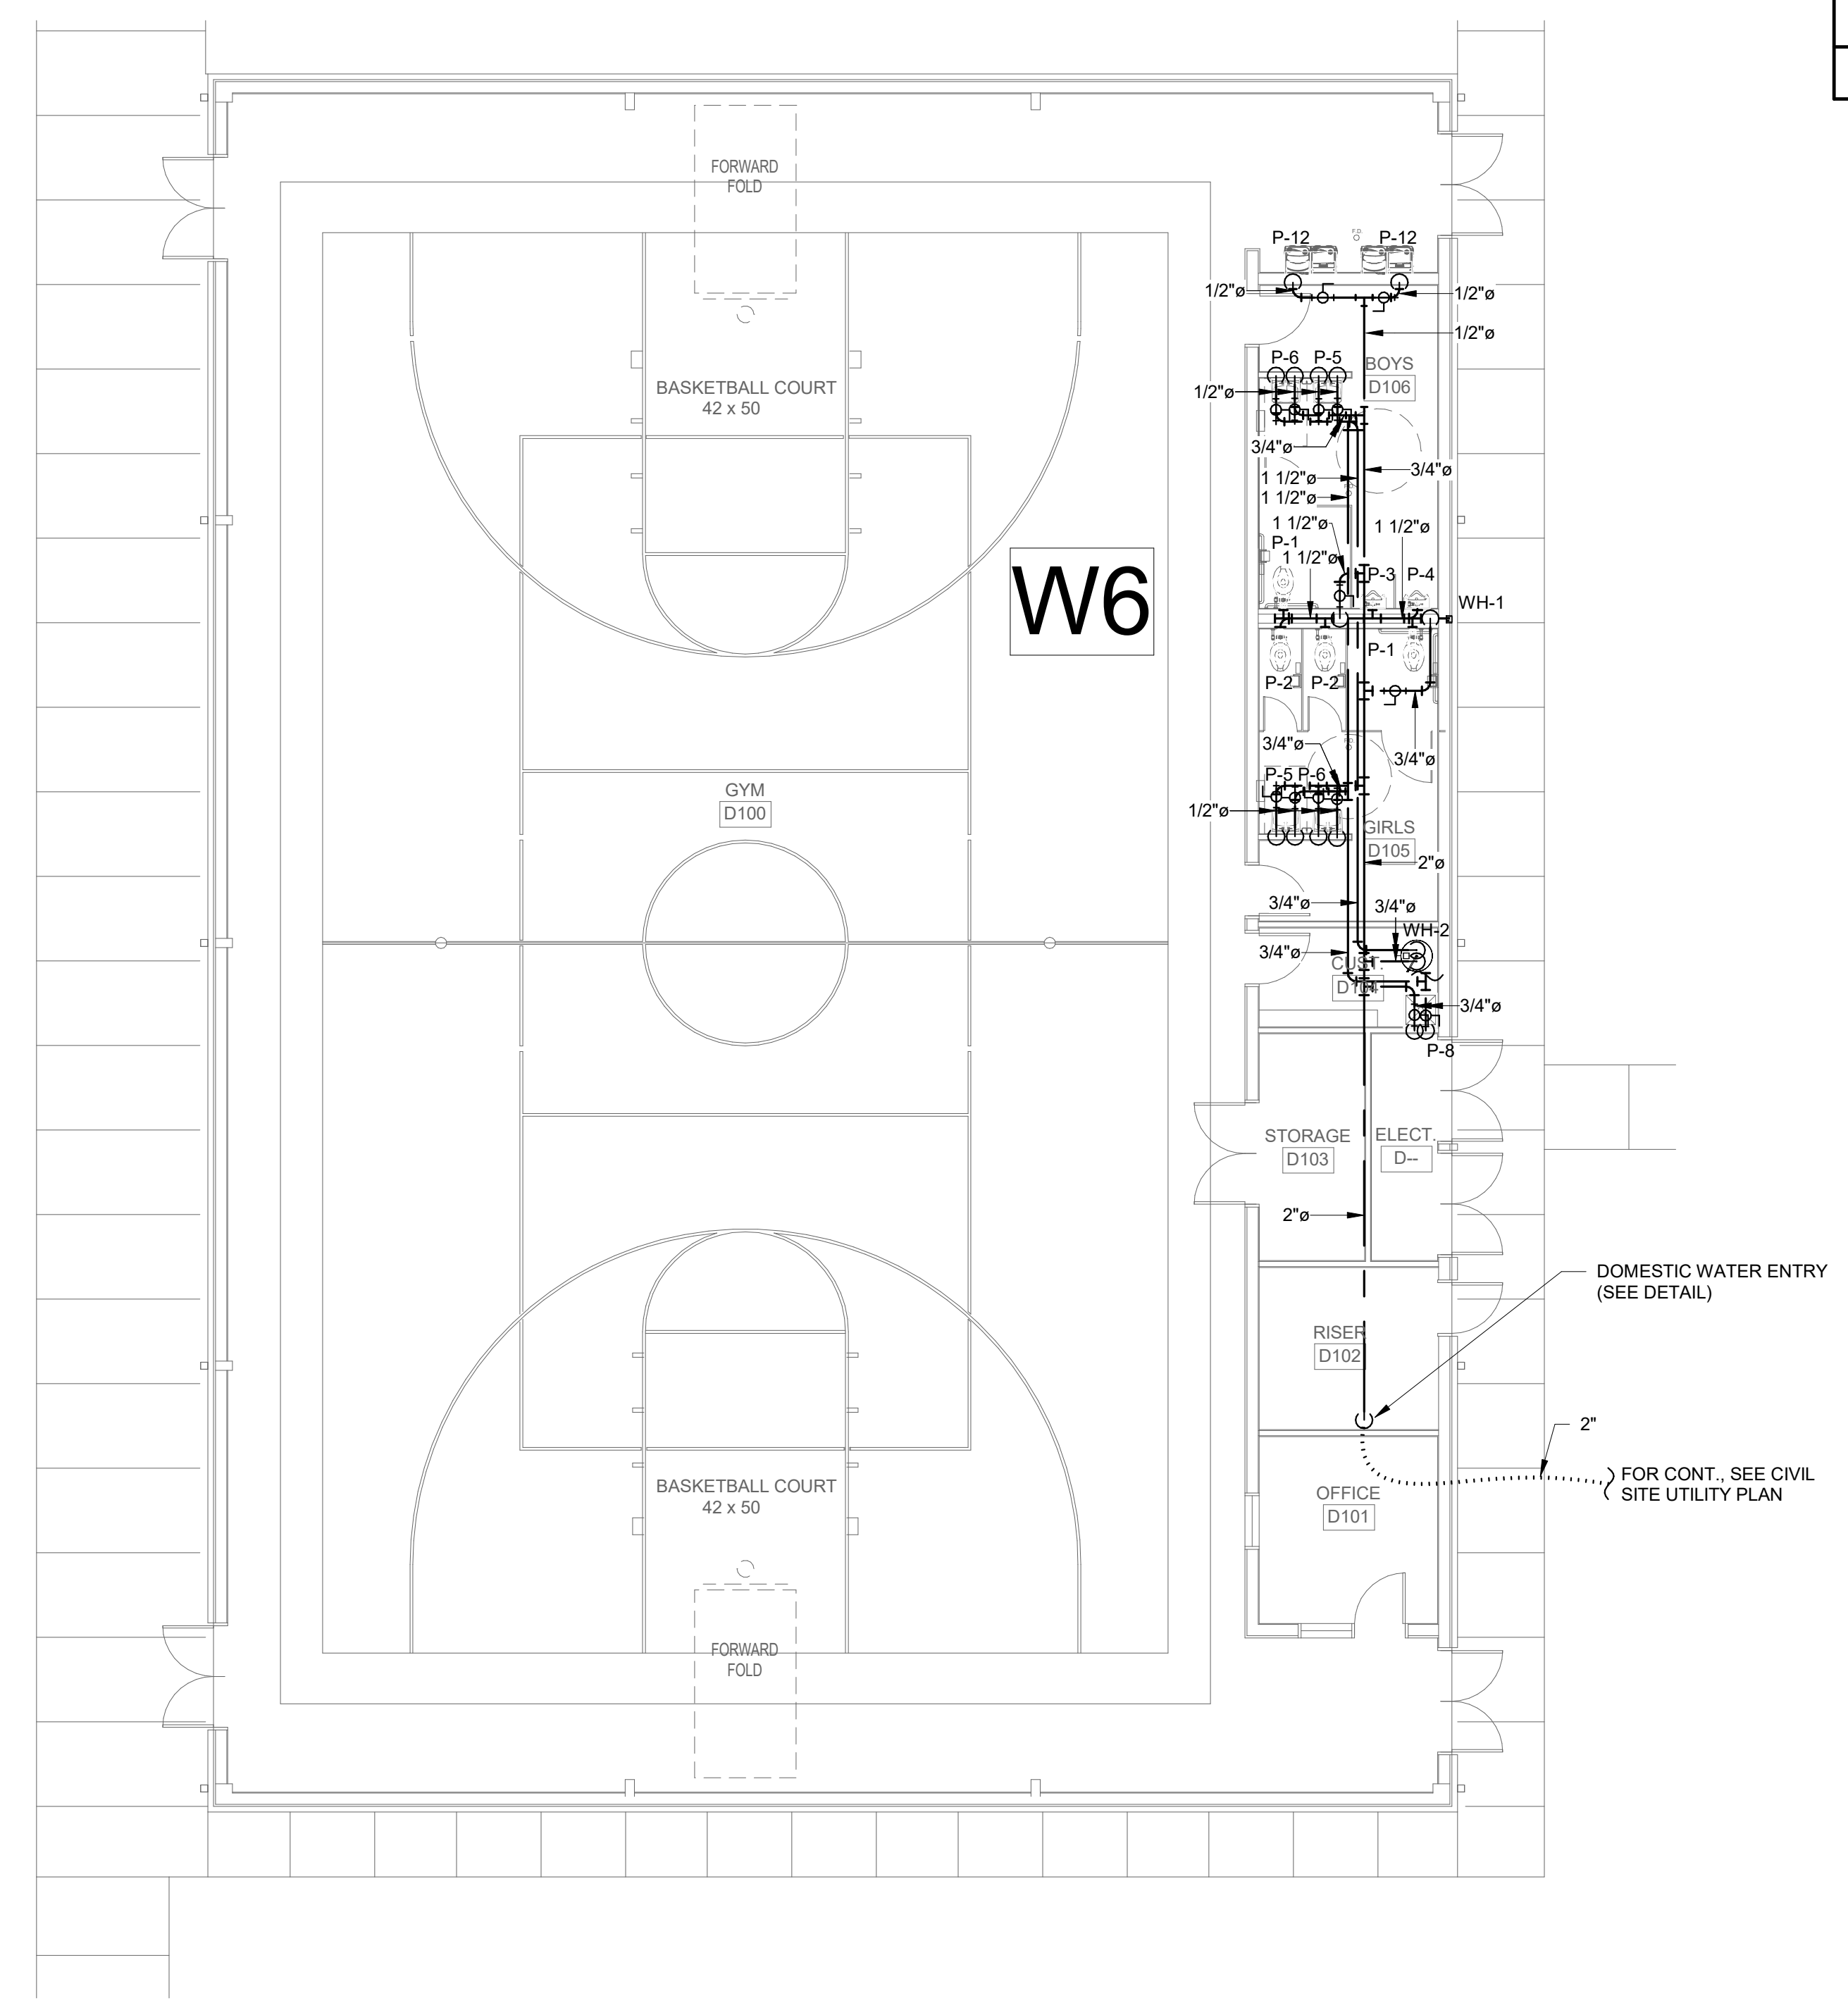 FORWARD
FOLD
F.D.
P-12
P-12
1/2"ø
1/2"ø
1/2"ø
P-6
P-5
BOYS
D106
BASKETBALL COURT
42 x 50
1/2"ø
3/4"ø
3/4"ø
1 1/2"ø
1 1/2"ø
1 1/2"ø
1 1/2"ø
P-1
1 1/2"ø
P-3
P-4
W6
WH-1
P-1
P-2
P-2
3/4"ø
3/4"ø
P-5
P-6
GYM
D100
1/2"ø
GIRLS
D105
2"ø
3/4"ø
3/4"ø
WH-2
3/4"ø
CUST.
D104
3/4"ø
P-8
STORAGE
D103
ELECT.
D--
2"ø
DOMESTIC WATER ENTRY
(SEE DETAIL)
RISER
D102
2"
FOR CONT., SEE CIVIL
SITE UTILITY PLAN
BASKETBALL COURT
42 x 50
OFFICE
D101
FORWARD
FOLD